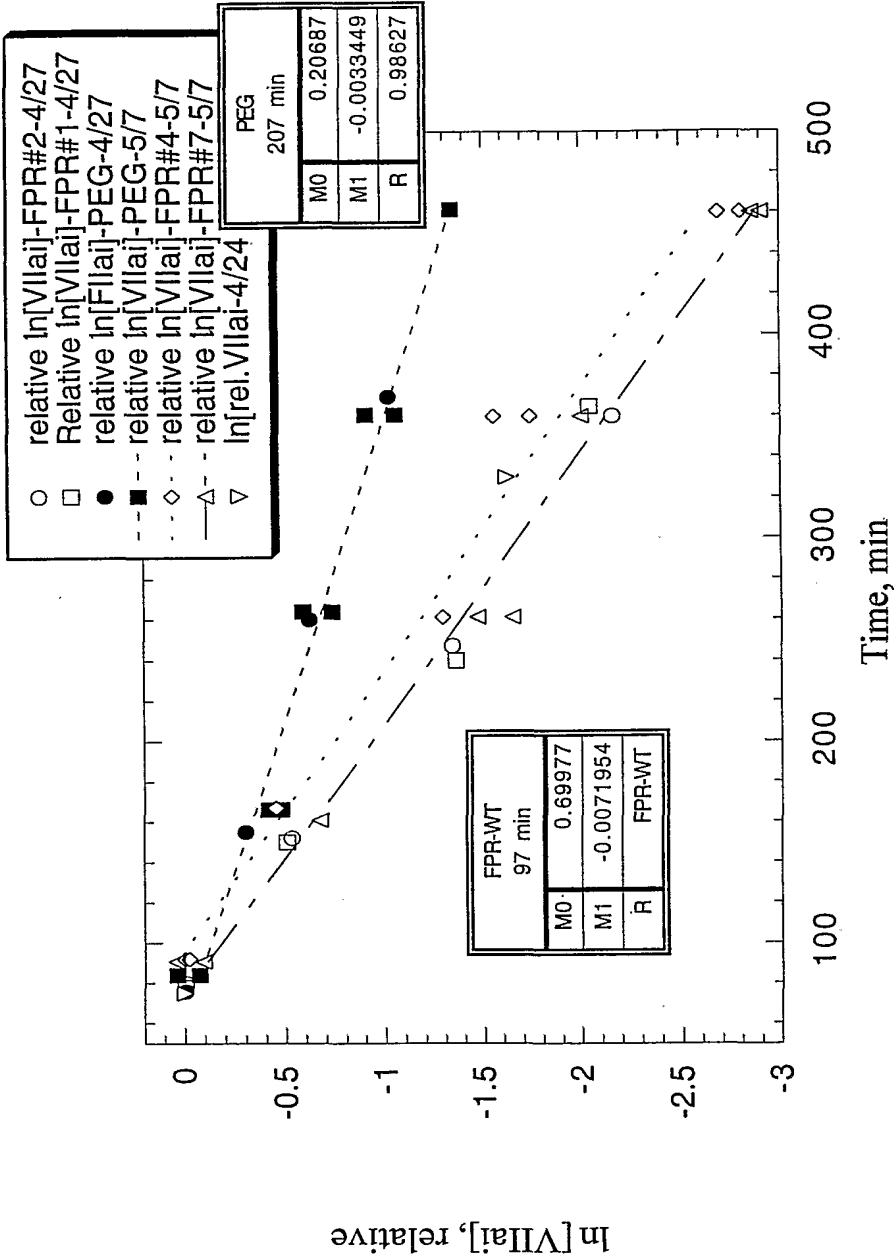 relative ln[VIIai]-FPR#2-4/27
Relative ln[VIIai]-FPR#1-4/27
relative ln[FIIai]-PEG-4/27
relative ln[VIIai]-PEG-5/7
relative ln[VIIai]-FPR#4-5/7
relative ln[VIIai]-FPR#7-5/7
ln[rel.VIIai-4/24
PEG
207 min
M0 0.20687
M1 -0.0033449
R 0.98627
FPR-WT
97 min
M0 0.69977
M1 -0.0071954
R FPR-WT
0
-0.5
-1
-1.5
-2
-2.5
-3
ln [VIIai], relative
100 200 300 400 500
Time, min